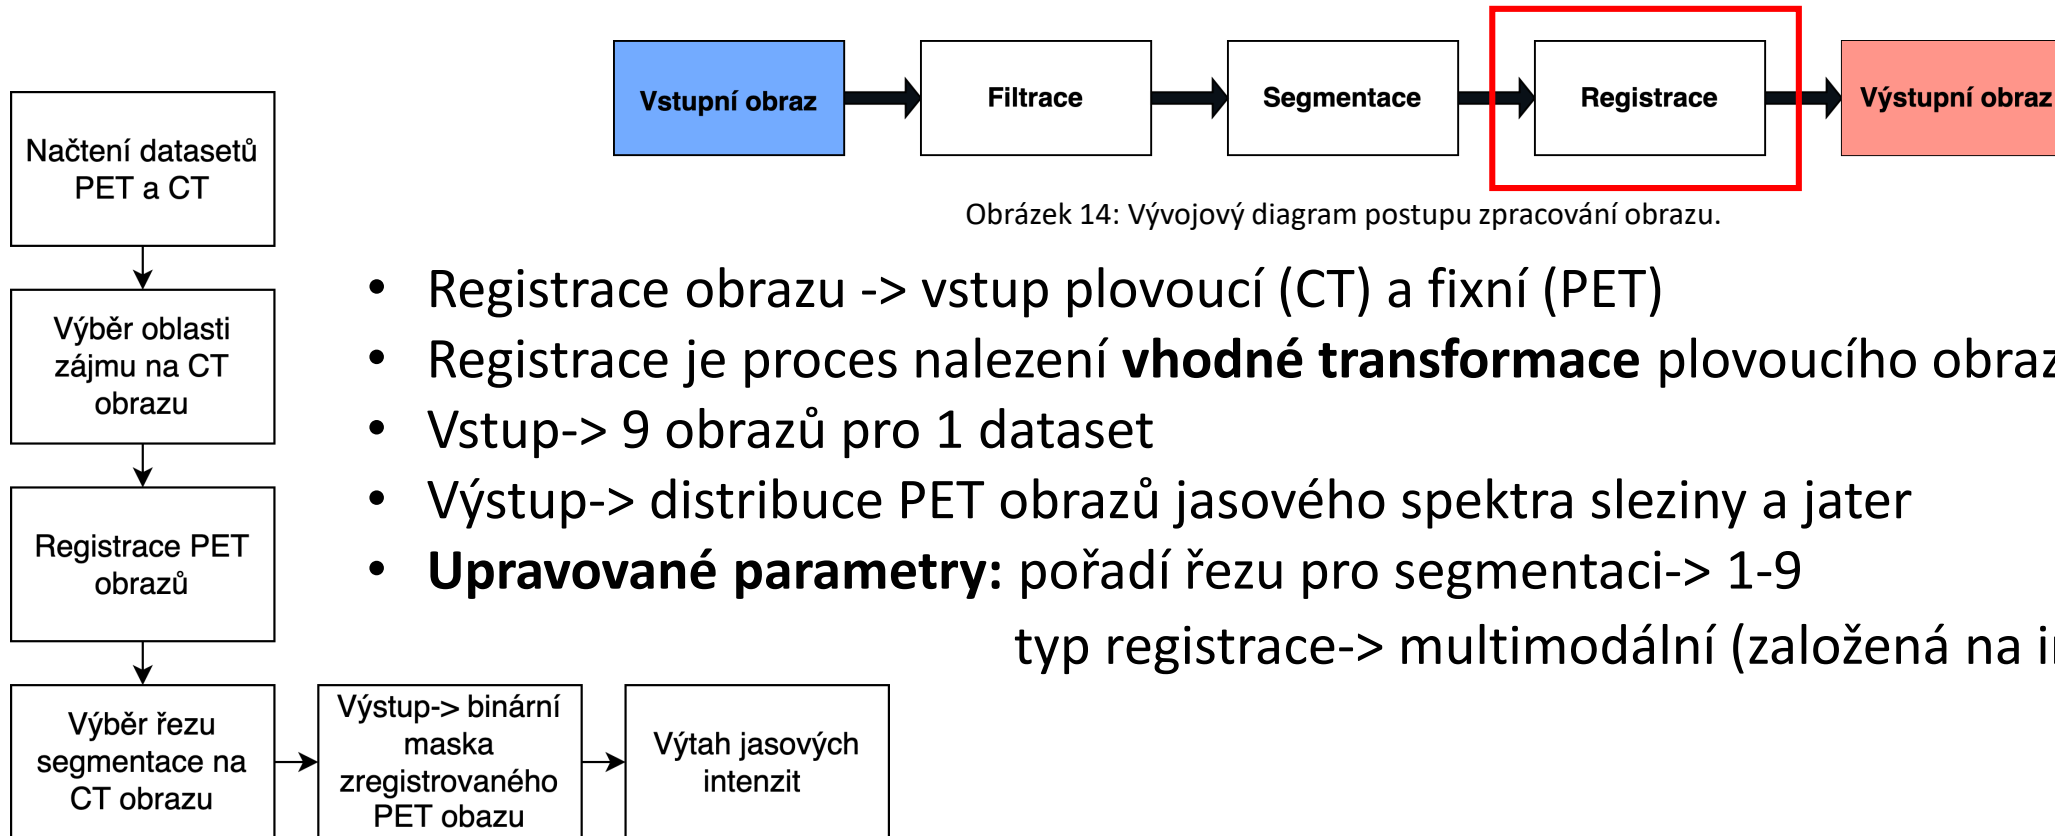 Vstupní obraz
Filtrace
Segmentace
Registrace
Výstupní obraz
Obrázek 14: Vývojový diagram postupu zpracování obrazu.
Načtení datasetů
PET a CT
Výběr oblasti
zájmu na CT
obrazu
Registrace PET
obrazů
Výběr řezu
segmentace na
CT obrazu
Výstup-> binární
maska
zregistrovaného
PET obazu
Výtah jasových
intenzit
• Registrace obrazu -> vstup plovoucí (CT) a fixní (PET)
• Registrace je proces nalezení vhodné transformace plovoucího
• Vstup-> 9 obrazů pro 1 dataset
• Výstup-> distribuce PET obrazů jasového spektra sleziny a jater
• Upravované parametry: pořadí řezu pro segmentaci-> 1-9
typ registrace-> multimodální (založená na